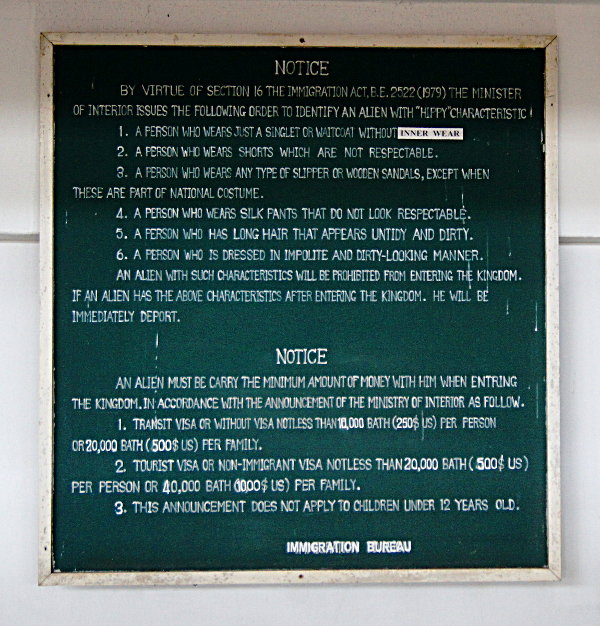 NOTICE
BY VIRTUE OF SECTION 16 THE IMMIGRATION ACT, B.E. 2522 (1979) THE MINISTER
OF INTERIOR ISSUES THE FOLLOWING ORDER TO IDENTIFY AN ALIEN WITH "HIPPY"CHARACTERISTIC
1. A PERSON WHO WEARS JUST A SINGLET OR WAITCOAT WITHOUT INNER WEAR
2. A PERSON WHO WEARS SHORTS WHICH ARE NOT RESPECTABLE.
3. A PERSON WHO WEARS ANY TYPE OF SLIPPER OR WOODEN SANDALS, EXCEPT WHEN
THESE ARE PART OF NATIONAL COSTUME.
4. A PERSON WHO WEARS SILK PANTS THAT DO NOT LOOK RESPECTABLE.
5. A PERSON WHO HAS LONG HAIR THAT APPEARS UNTIDY AND DIRTY.
6. A PERSON WHO IS DRESSED IN IMPOLITE AND DIRTY-LOOKING MANNER.
AN ALIEN WITH SUCH CHARACTERISTICS WILL BE PROHIBITED FROM ENTERING THE KINGDOM.
IF AN ALIEN HAS THE ABOVE CHARACTERISTICS AFTER ENTERING THE KINGDOM. HE WILL BE
IMMEDIATELY DEPORT.
NOTICE
AN ALIEN MUST BE CARRY THE MINIMUM AMOUNT OF MONEY WITH HIM WHEN ENTRING
THE KINGDOM. IN ACCORDANCE WITH THE ANNOUNCEMENT OF THE MINISTRY OF INTERIOR AS FOLLOW.
1. TRANSIT VISA OR WITHOUT VISA NOTLESS THAN 10,000 BATH (250$ US) PER PERSON
OR 20,000 BATH (500$ US) PER FAMILY.
2. TOURIST VISA OR NON-IMMIGRANT VISA NOTLESS THAN 20,000 BATH (500$ US)
PER PERSON OR 40,000 BATH (1000$ US) PER FAMILY.
3. THIS ANNOUNCEMENT DOES NOT APPLY TO CHILDREN UNDER 12 YEARS OLD.
IMMIGRATION BUREAU